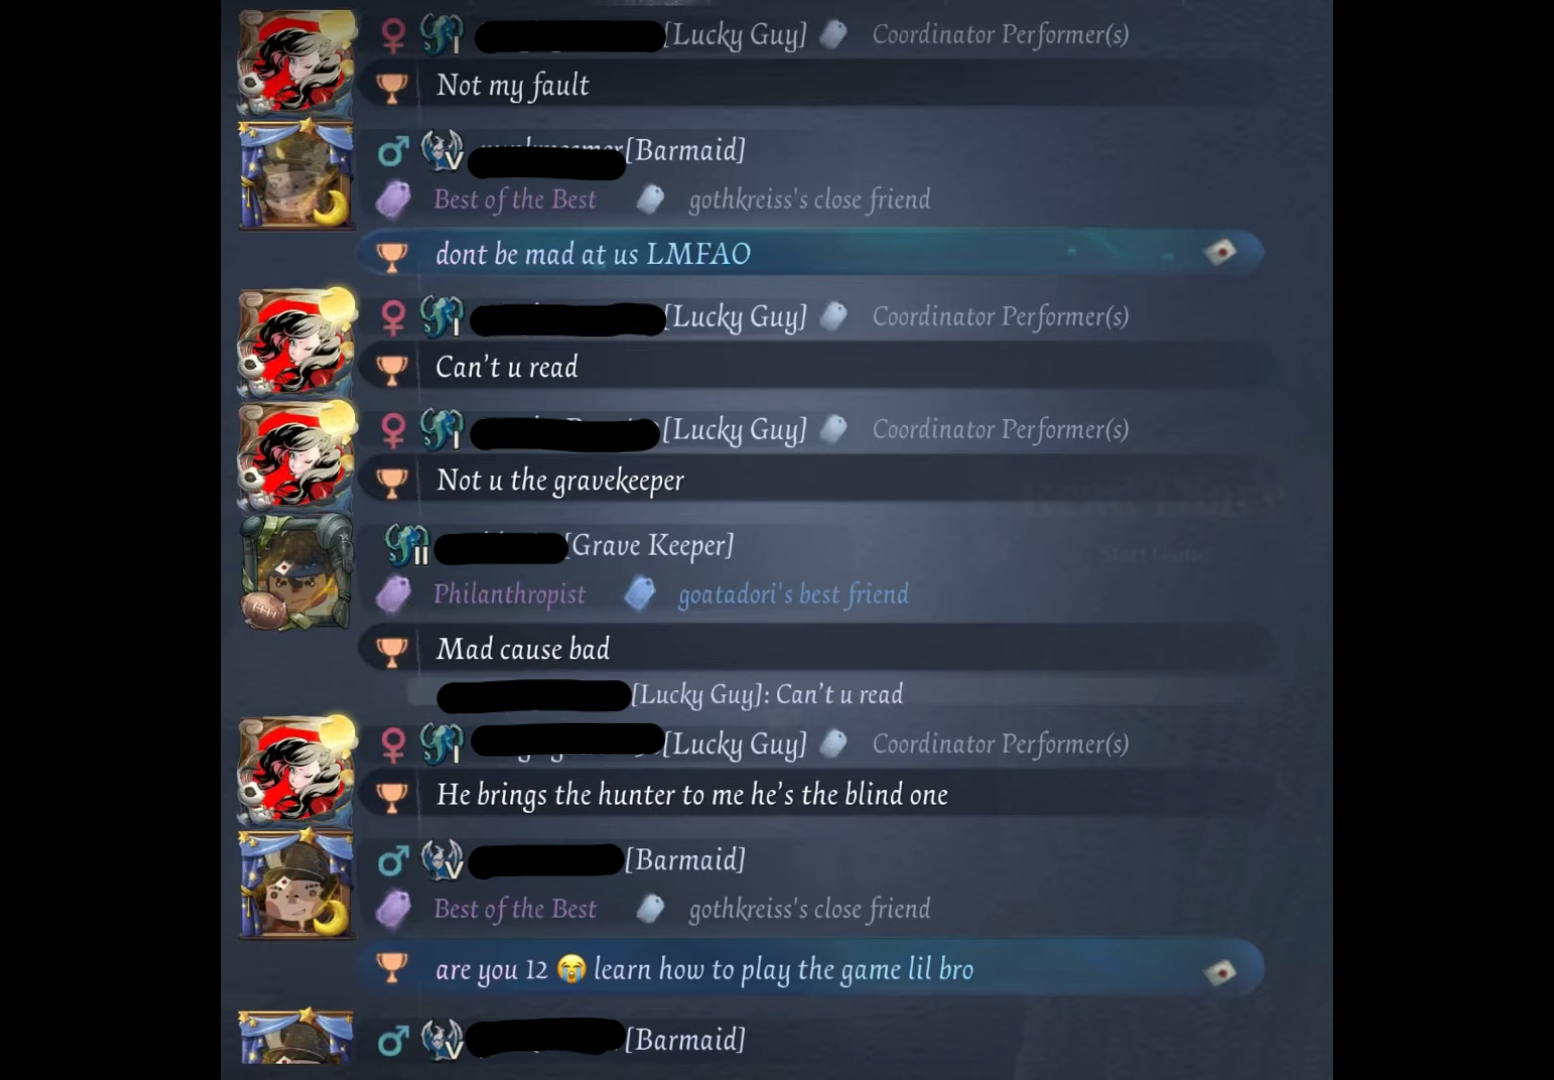 [Lucky Guy] Coordinator Performer(s)
Not my fault
[Barmaid]
Best of the Best gothkreiss's close friend
dont be mad at us LMFAO
[Lucky Guy] Coordinator Performer(s)
Can't u read
[Lucky Guy] Coordinator Performer(s)
Not u the gravekeeper
[Grave Keeper]
Philanthropist goatadori's best friend
Mad cause bad
[Lucky Guy]: Can't u read
[Lucky Guy] Coordinator Performer(s)
He brings the hunter to me he's the blind one
[Barmaid]
Best of the Best gothkreiss's close friend
are you 12 😭 learn how to play the game lil bro
[Barmaid]